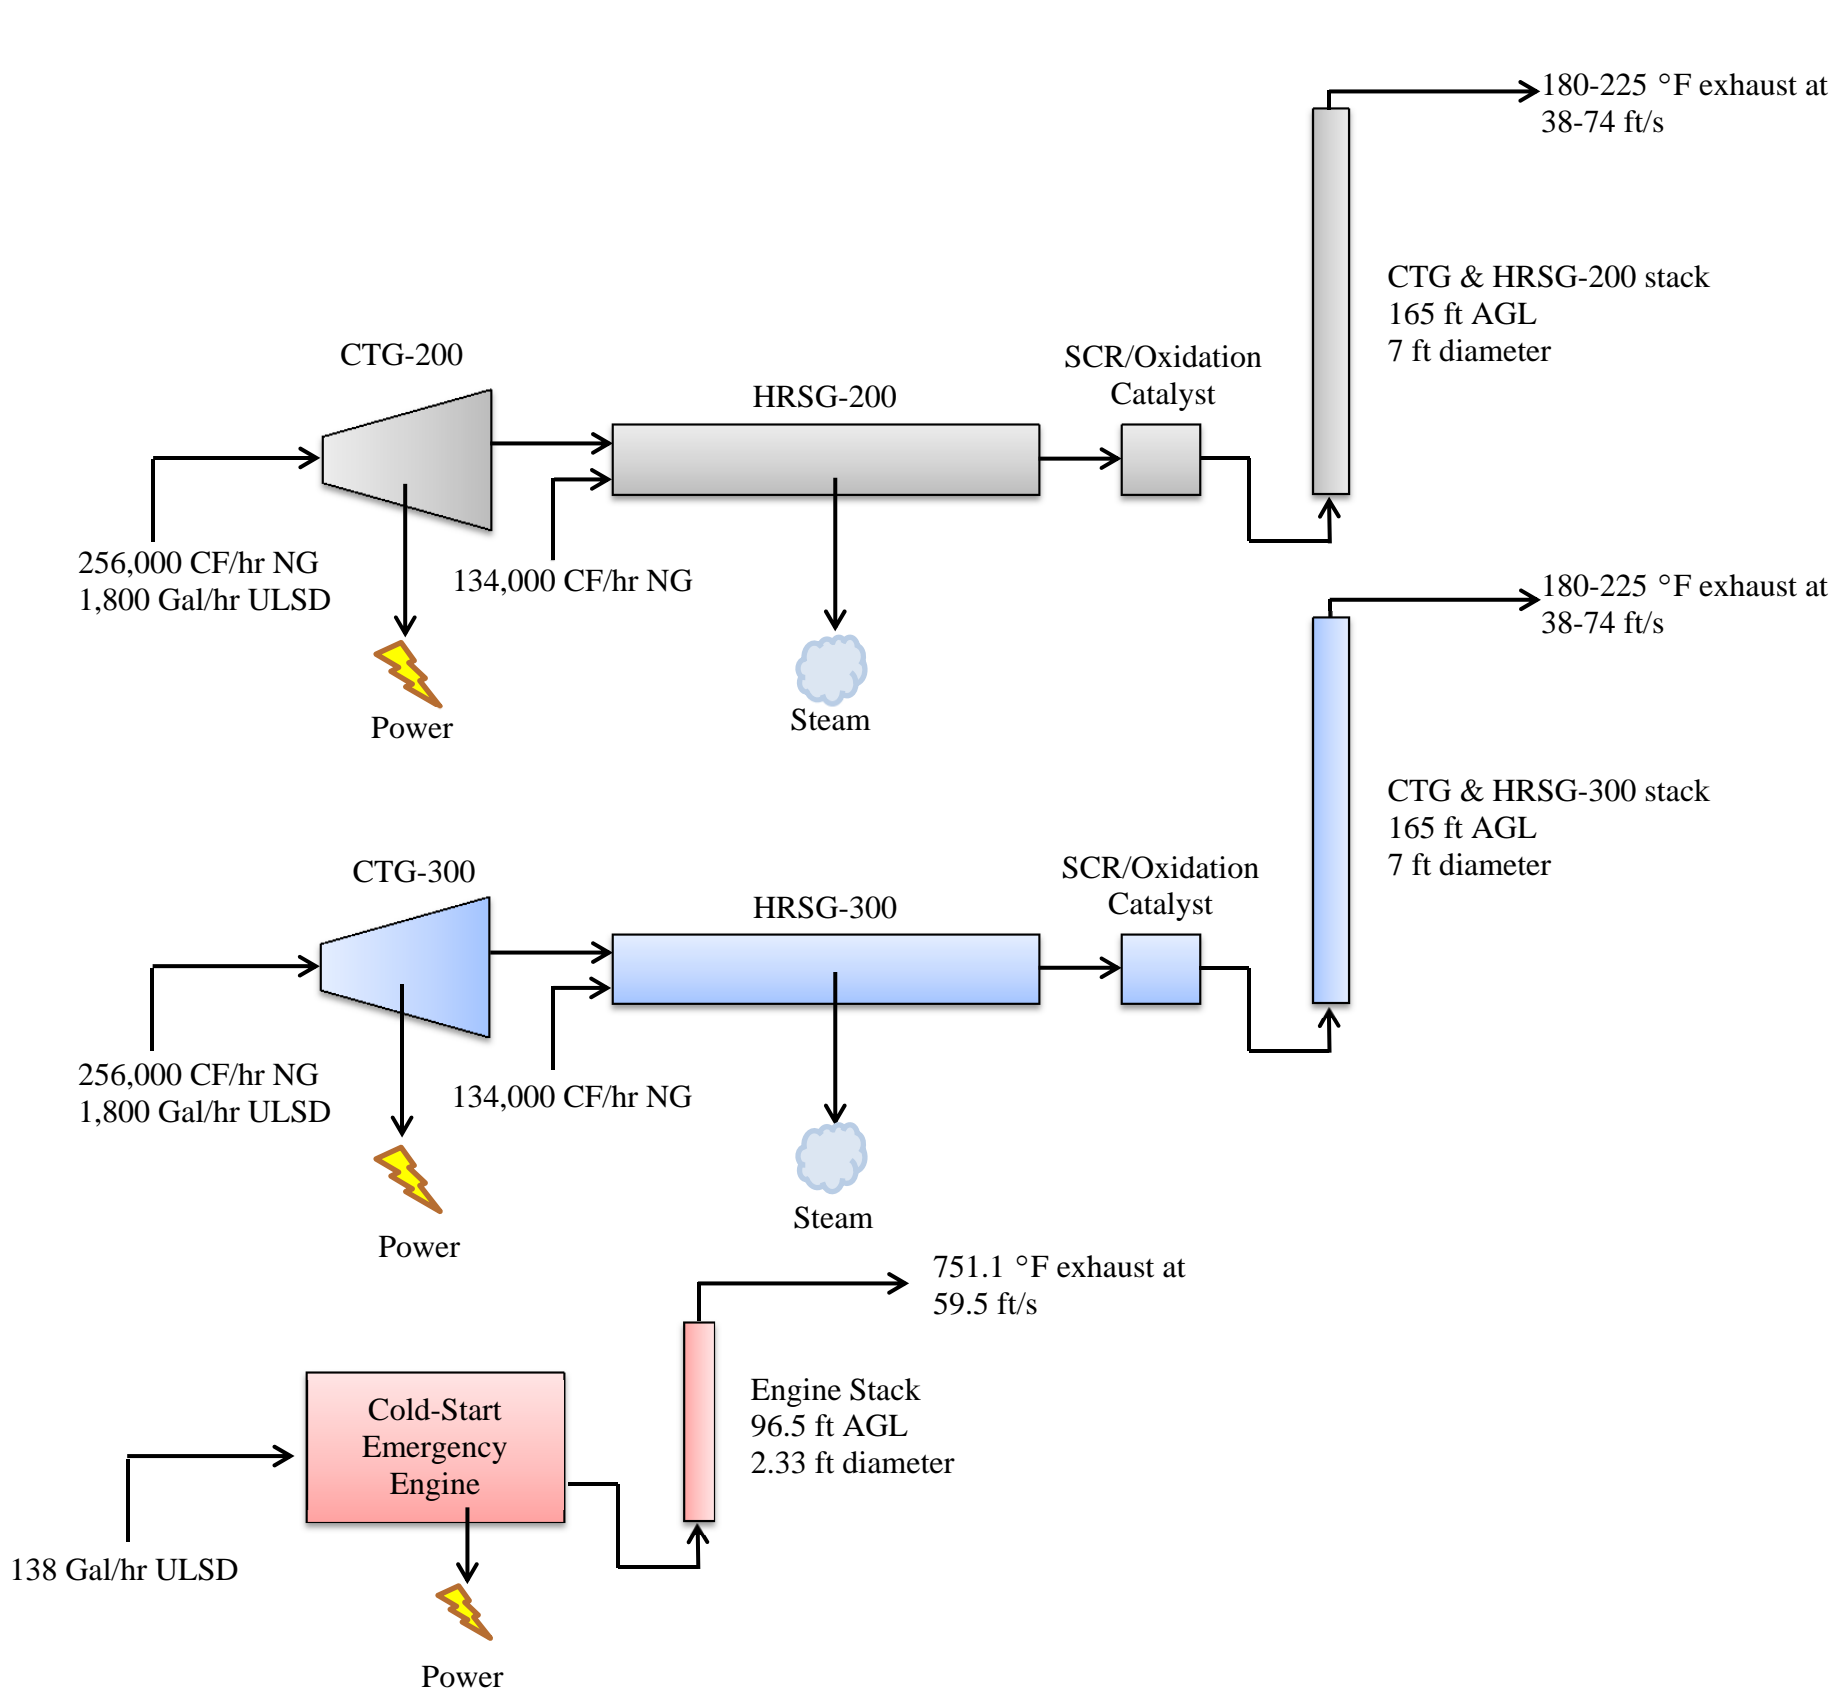 180-225 °F exhaust at
38-74 ft/s
CTG & HRSG-200 stack
165 ft AGL
7 ft diameter
CTG-200
HRSG-200
SCR/Oxidation
Catalyst
256,000 CF/hr NG
1,800 Gal/hr ULSD
134,000 CF/hr NG
Power
Steam
180-225 °F exhaust at
38-74 ft/s
CTG & HRSG-300 stack
165 ft AGL
7 ft diameter
CTG-300
HRSG-300
SCR/Oxidation
Catalyst
256,000 CF/hr NG
1,800 Gal/hr ULSD
134,000 CF/hr NG
Power
Steam
751.1 °F exhaust at
59.5 ft/s
Engine Stack
96.5 ft AGL
2.33 ft diameter
Cold-Start
Emergency
Engine
138 Gal/hr ULSD
Power